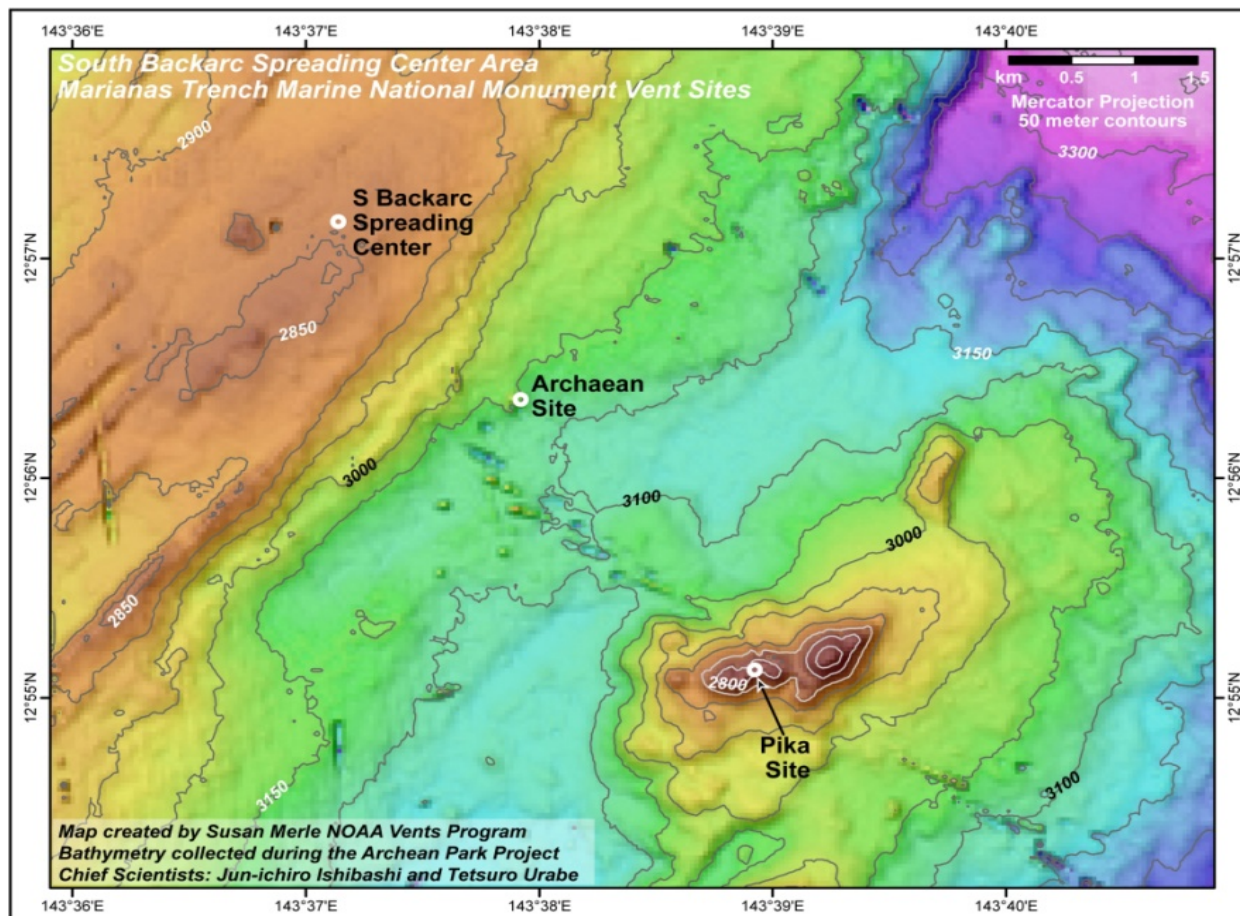 143°36'E 143°37'E 143°38'E 143°39'E 143°40'E
South Backarc Spreading Center Area
Marianas Trench Marine National Monument Vent Sites
km 0.5 1 1.5
Mercator Projection
50 meter contours
2900
3300
S Backarc
Spreading
Center
12°57'N
12°57'N
2850
3150
Archaean
Site
3000
12°56'N
12°56'N
3100
3000
2850
2800
12°55'N
12°55'N
Pika
Site
3150
3100
Map created by Susan Merle NOAA Vents Program
Bathymetry collected during the Archean Park Project
Chief Scientists: Jun-ichiro Ishibashi and Tetsuro Urabe
143°36'E 143°37'E 143°38'E 143°39'E 143°40'E